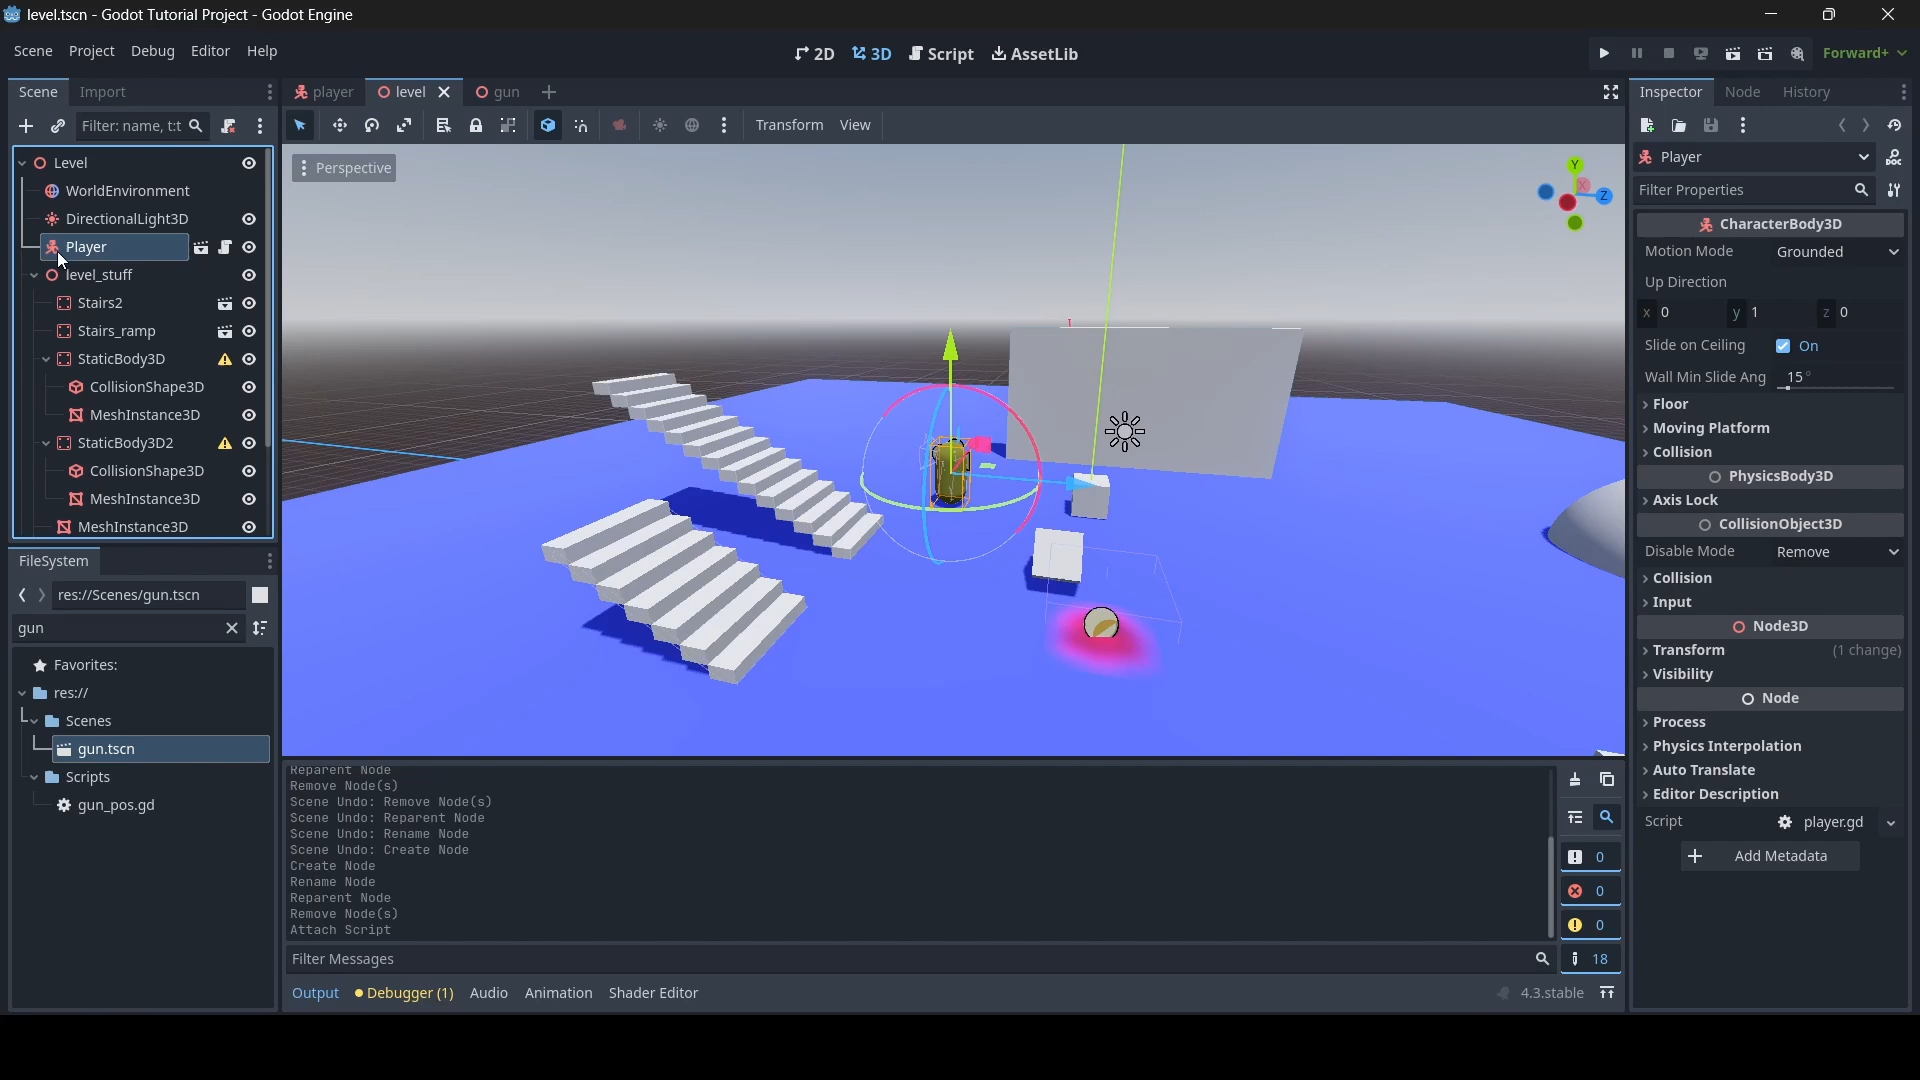 level.tscn - Godot Tutorial Project - Godot Engine
Scene Project Debug Editor Help
2D 3D Script AssetLib
Forward+
Scene Import
player level gun
Inspector Node History
Filter: name, t:t
Transform View
Perspective
Y
X
Z
Level
WorldEnvironment
DirectionalLight3D
Player
level_stuff
Stairs2
Stairs_ramp
StaticBody3D
CollisionShape3D
MeshInstance3D
StaticBody3D2
CollisionShape3D
MeshInstance3D
MeshInstance3D
FileSystem
res://Scenes/gun.tscn
gun
Favorites:
res://
Scenes
gun.tscn
Scripts
gun_pos.gd
Reparent Node
Remove Node(s)
Scene Undo: Remove Node(s)
Scene Undo: Reparent Node
Scene Undo: Rename Node
Scene Undo: Create Node
Create Node
Rename Node
Reparent Node
Remove Node(s)
Attach Script
0
0
0
18
Filter Messages
Output Debugger (1) Audio Animation Shader Editor
4.3.stable
Player
Filter Properties
CharacterBody3D
Motion Mode Grounded
Up Direction
x 0 y 1 z 0
Slide on Ceiling On
Wall Min Slide Ang 15°
Floor
Moving Platform
Collision
PhysicsBody3D
Axis Lock
CollisionObject3D
Disable Mode Remove
Collision
Input
Node3D
Transform (1 change)
Visibility
Node
Process
Physics Interpolation
Auto Translate
Editor Description
Script player.gd
Add Metadata